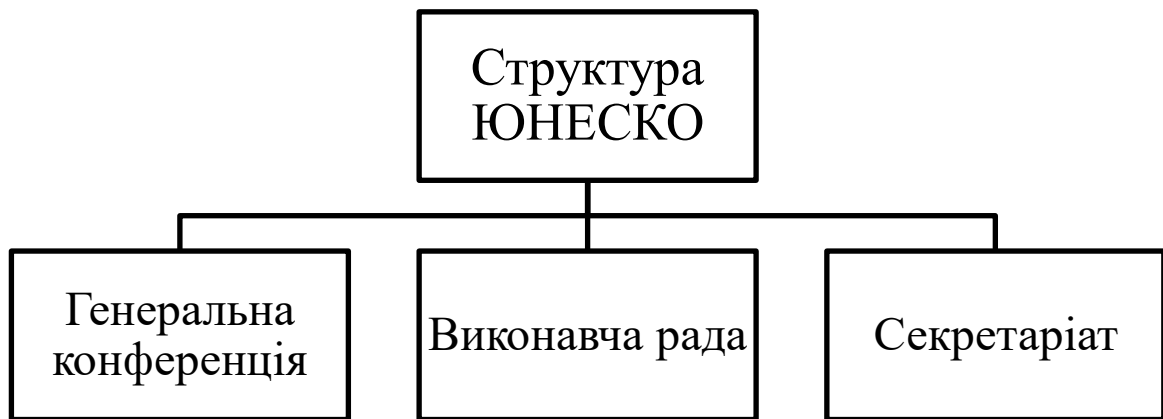 Структура
ЮНЕСКО
Генеральна
конференція
Виконавча рада
Секретаріат